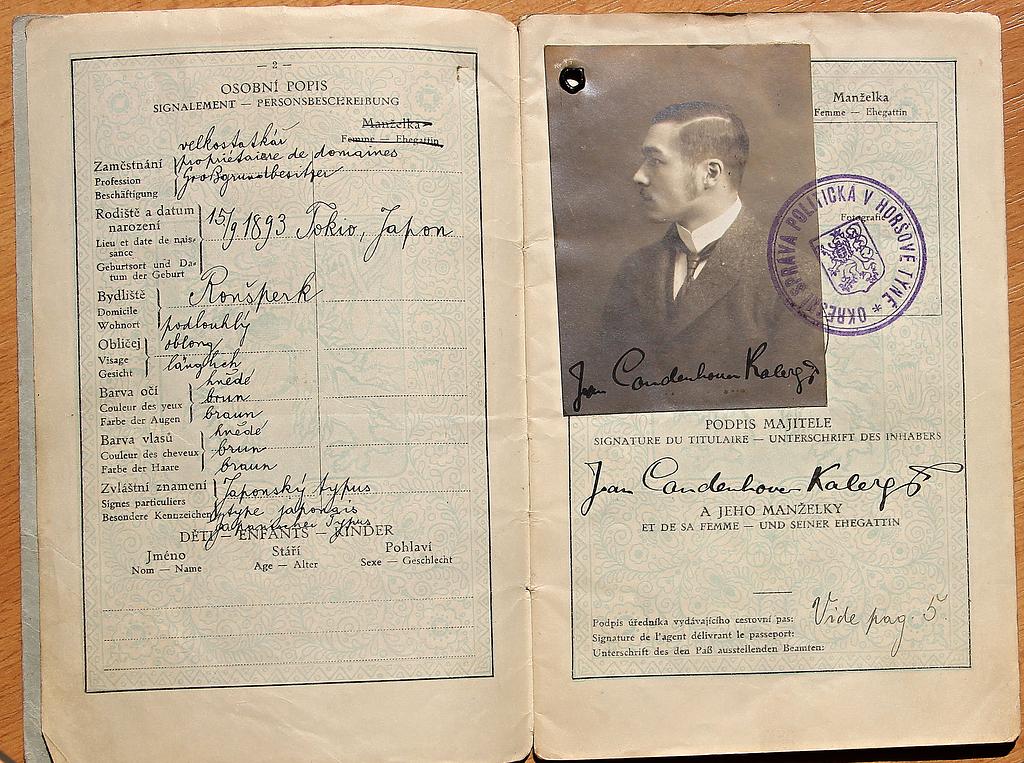 — 2 —
OSOBNÍ POPIS
SIGNALEMENT — PERSONSBESCHREIBUNG
Manželka
Femme — Ehegattin
velkostatkář
Zaměstnání propriétaire de domaines
Profession Großgrundbesitzer
Beschäftigung
Rodiště a datum
narození 15/9 1893 Tokio, Japon
Lieu et date de nais-
sance
Geburtsort und Da-
tum der Geburt
Bydliště Ronšperk
Domicile
Wohnort podlouhlý
Obličej oblong
Visage
Gesicht länglich
hnědé
Barva očí brun
Couleur des yeux
Farbe der Augen braun
hnědé
Barva vlasů
Couleur des cheveux brun
Farbe der Haare braun
Zvláštní znamení Japonský typus
Signes particuliers
Besondere Kennzeichen type japonais
japanischer Typus
DĚTI — ENFANTS — KINDER
Jméno Stáří Pohlaví
Nom — Name Age — Alter Sexe — Geschlecht
Manželka
Femme — Ehegattin
Fotografie
OKRESNÍ SPRÁVA POLITICKÁ V HORŠOVĚ TÝNĚ *
Jean Coudenhove Kalergi
PODPIS MAJITELE
SIGNATURE DU TITULAIRE — UNTERSCHRIFT DES INHABERS
Jean Coudenhove Kalergi
A JEHO MANŽELKY
ET DE SA FEMME — UND SEINER EHEGATTIN
Podpis úředníka vydávajícího cestovní pas: Vide pag. 5.
Signature de l'agent délivrant le passeport:
Unterschrift des den Paß ausstellenden Beamten: